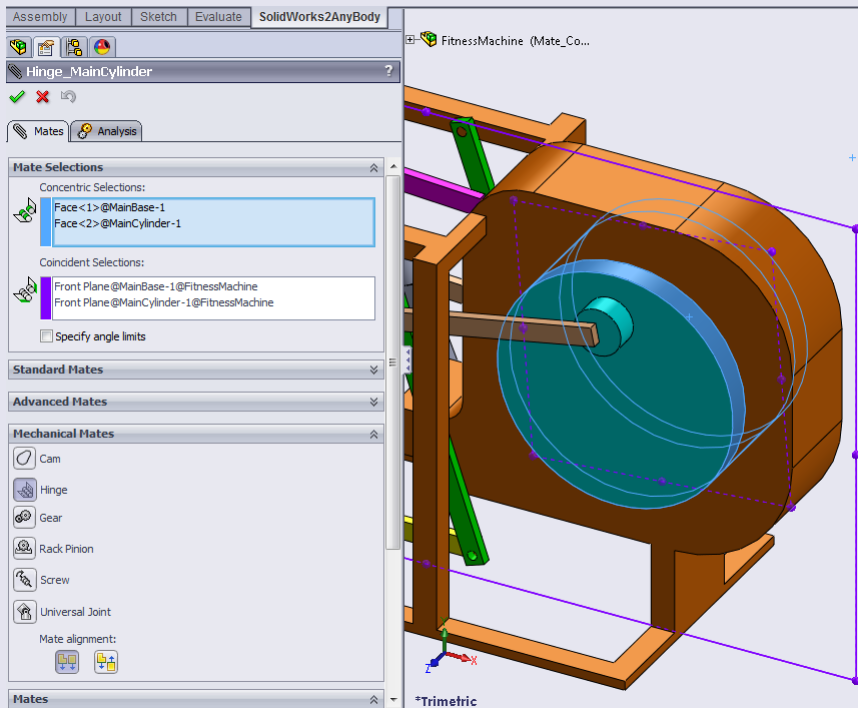 Assembly Layout Sketch Evaluate SolidWorks2AnyBody
FitnessMachine (Mate_Co...
Hinge_MainCylinder ?
Mates Analysis
Mate Selections
Concentric Selections:
Face<1>@MainBase-1
Face<2>@MainCylinder-1
Coincident Selections:
Front Plane@MainBase-1@FitnessMachine
Front Plane@MainCylinder-1@FitnessMachine
Specify angle limits
Standard Mates
Advanced Mates
Mechanical Mates
Cam
Hinge
Gear
Rack Pinion
Screw
Universal Joint
Mate alignment:
Mates
Z X
*Trimetric